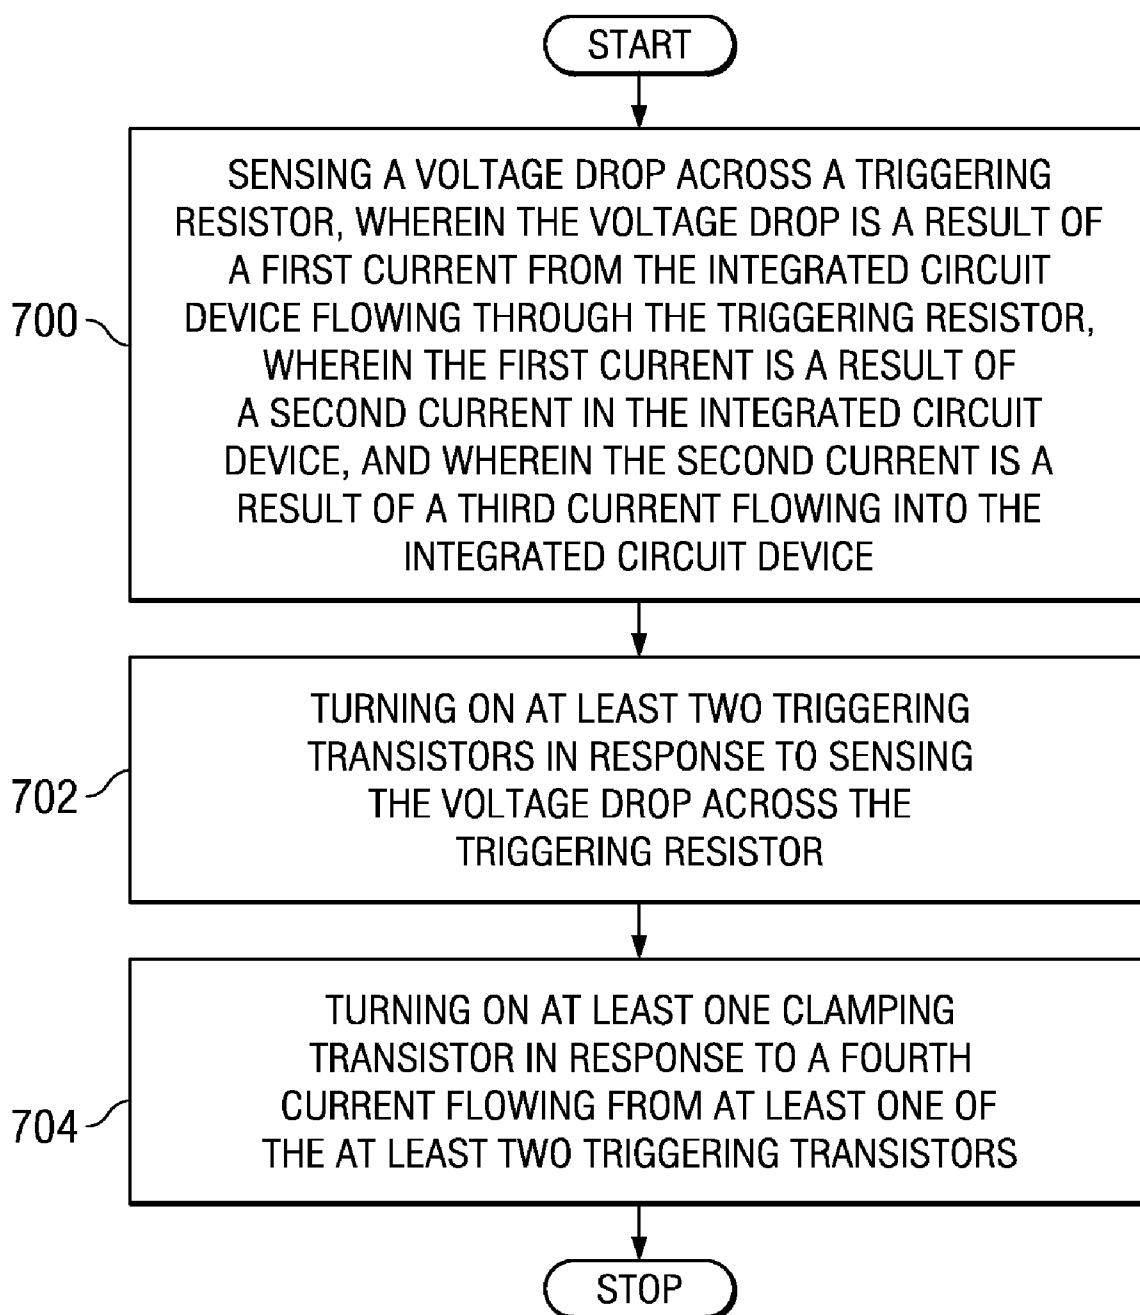 START
SENSING A VOLTAGE DROP ACROSS A TRIGGERING
RESISTOR, WHEREIN THE VOLTAGE DROP IS A RESULT OF
A FIRST CURRENT FROM THE INTEGRATED CIRCUIT
DEVICE FLOWING THROUGH THE TRIGGERING RESISTOR,
WHEREIN THE FIRST CURRENT IS A RESULT OF
A SECOND CURRENT IN THE INTEGRATED CIRCUIT
DEVICE, AND WHEREIN THE SECOND CURRENT IS A
RESULT OF A THIRD CURRENT FLOWING INTO THE
INTEGRATED CIRCUIT DEVICE
700
TURNING ON AT LEAST TWO TRIGGERING
TRANSISTORS IN RESPONSE TO SENSING
THE VOLTAGE DROP ACROSS THE
TRIGGERING RESISTOR
702
TURNING ON AT LEAST ONE CLAMPING
TRANSISTOR IN RESPONSE TO A FOURTH
CURRENT FLOWING FROM AT LEAST ONE OF
THE AT LEAST TWO TRIGGERING TRANSISTORS
704
STOP